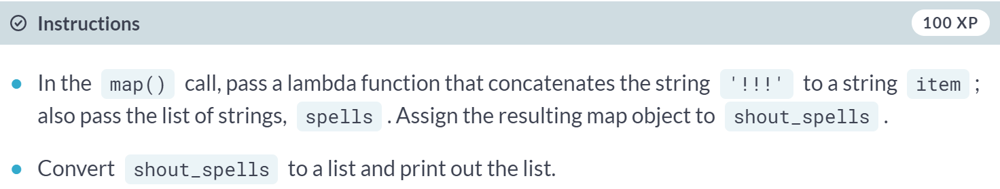 Instructions 100 XP
In the map() call, pass a lambda function that concatenates the string '!!!' to a string item ;
also pass the list of strings, spells . Assign the resulting map object to shout_spells .
Convert shout_spells to a list and print out the list.